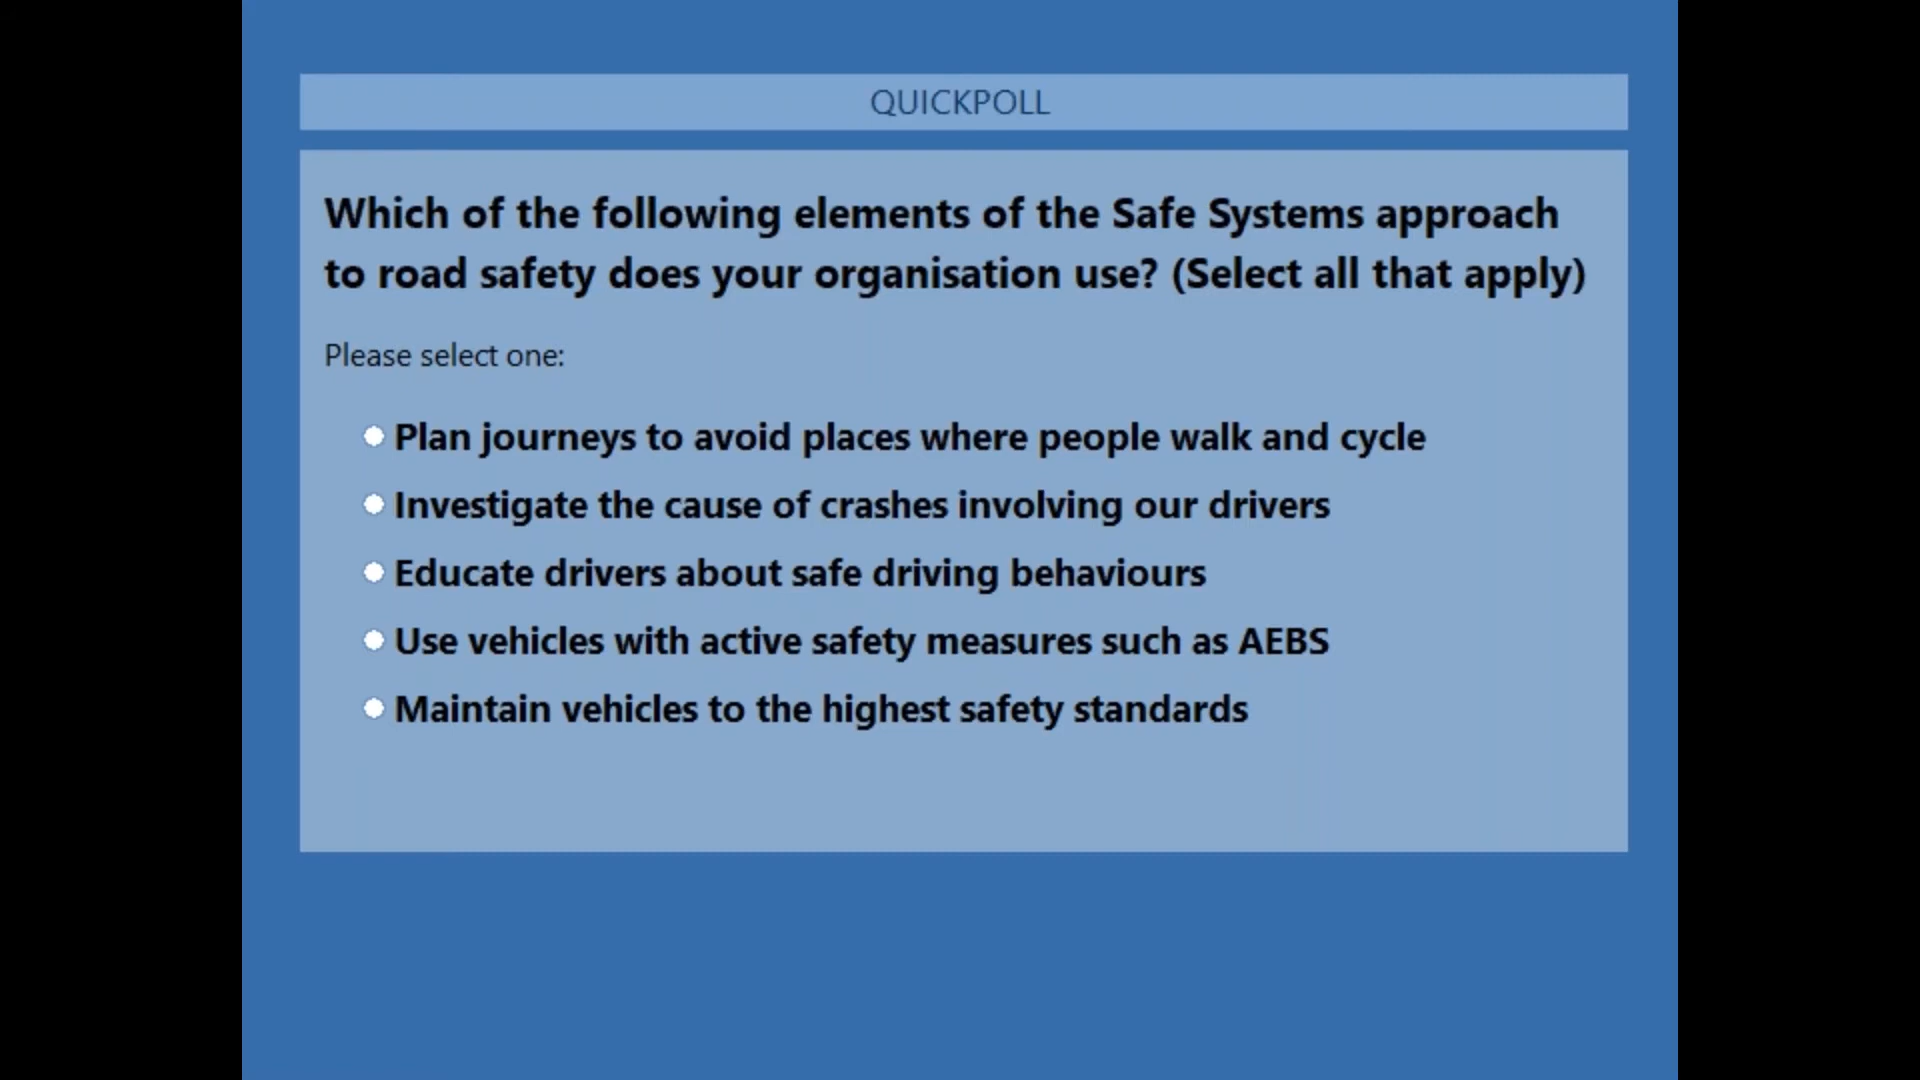 QUICKPOLL
Which of the following elements of the Safe Systems approach
to road safety does your organisation use? (Select all that apply)
Please select one:
Plan journeys to avoid places where people walk and cycle
Investigate the cause of crashes involving our drivers
Educate drivers about safe driving behaviours
Use vehicles with active safety measures such as AEBS
Maintain vehicles to the highest safety standards